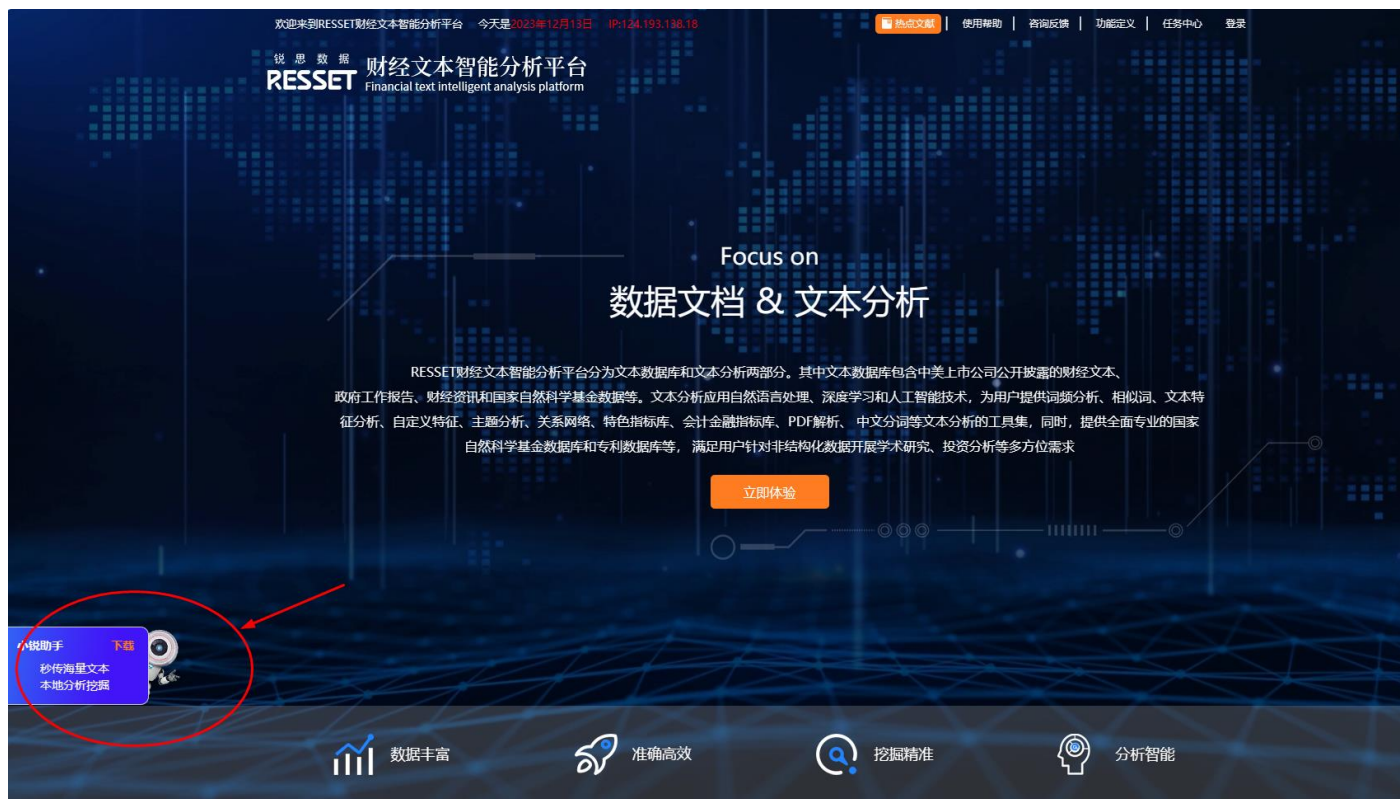 欢迎来到RESSET财经文本智能分析平台 今天是2023年12月13日 IP:124.193.138.18
热点文献 | 使用帮助 | 咨询反馈 | 功能定义 | 任务中心 登录
锐思数据
RESSET 财经文本智能分析平台
Financial text intelligent analysis platform
Focus on
数据文档 & 文本分析
RESSET财经文本智能分析平台分为文本数据库和文本分析两部分。其中文本数据库包含中美上市公司公开披露的财经文本、
政府工作报告、财经资讯和国家自然科学基金数据等。文本分析应用自然语言处理、深度学习和人工智能技术，为用户提供词频分析、相似词、文本特
征分析、自定义特征、主题分析、关系网络、特色指标库、会计金融指标库、PDF解析、 中文分词等文本分析的工具集，同时，提供全面专业的国家
自然科学基金数据库和专利数据库等， 满足用户针对非结构化数据开展学术研究、投资分析等多方位需求
立即体验
小锐助手 下载
秒传海量文本
本地分析挖掘
数据丰富 准确高效 挖掘精准 分析智能